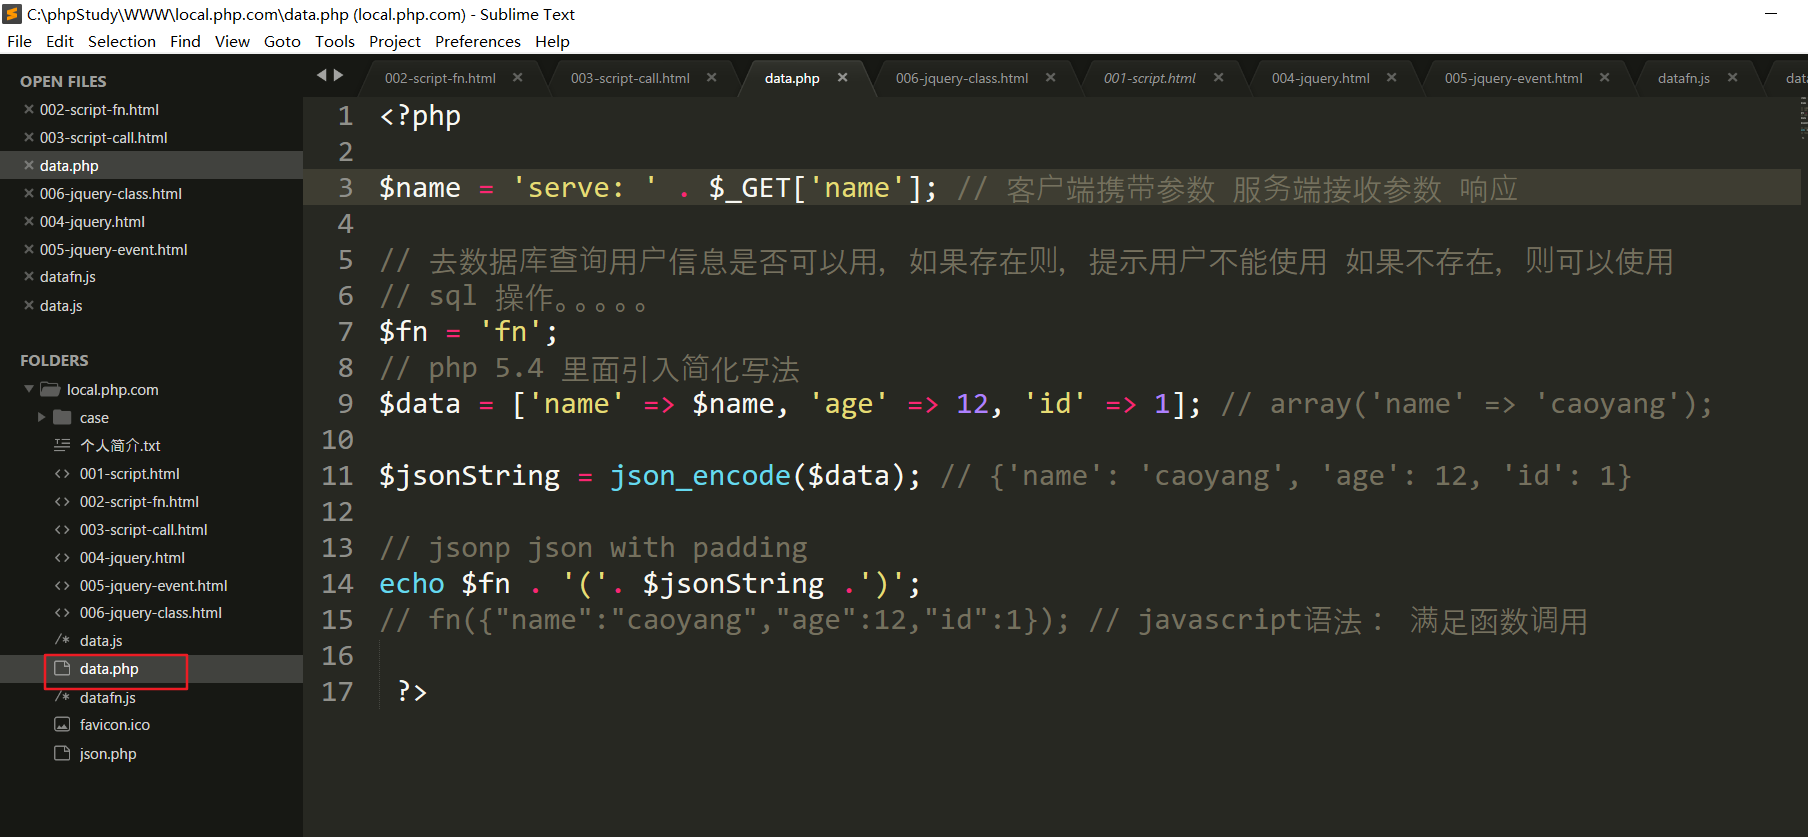 C:\phpStudy\WWW\local.php.com\data.php (local.php.com) - Sublime Text
File Edit Selection Find View Goto Tools Project Preferences Help
OPEN FILES
002-script-fn.html
003-script-call.html
data.php
006-jquery-class.html
004-jquery.html
005-jquery-event.html
datafn.js
data.js
FOLDERS
local.php.com
case
个人简介.txt
001-script.html
002-script-fn.html
003-script-call.html
004-jquery.html
005-jquery-event.html
006-jquery-class.html
data.js
data.php
datafn.js
favicon.ico
json.php
002-script-fn.html 003-script-call.html data.php 006-jquery-class.html 001-script.html 004-jquery.html 005-jquery-event.html datafn.js dat
1 <?php
2
3 $name = 'serve: ' . $_GET['name']; // 客户端携带参数 服务端接收参数 响应
4
5 // 去数据库查询用户信息是否可以用, 如果存在则, 提示用户不能使用 如果不存在, 则可以使用
6 // sql 操作。。。。。
7 $fn = 'fn';
8 // php 5.4 里面引入简化写法
9 $data = ['name' => $name, 'age' => 12, 'id' => 1]; // array('name' => 'caoyang');
10
11 $jsonString = json_encode($data); // {'name': 'caoyang', 'age': 12, 'id': 1}
12
13 // jsonp json with padding
14 echo $fn . '('. $jsonString .')';
15 // fn({"name":"caoyang","age":12,"id":1}); // javascript语法: 满足函数调用
16
17 ?>